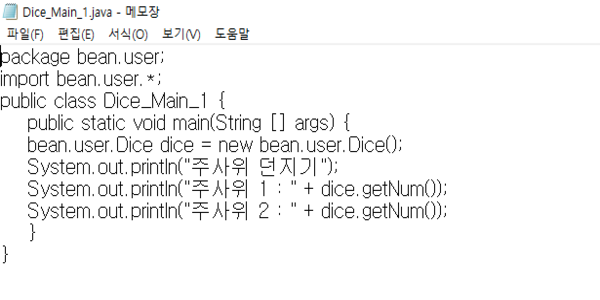 Dice_Main_1.java - 메모장
파일(F) 편집(E) 서식(O) 보기(V) 도움말
package bean.user;
import bean.user.*;
public class Dice_Main_1 {
    public static void main(String [] args) {
    bean.user.Dice dice = new bean.user.Dice();
    System.out.println("주사위 던지기");
    System.out.println("주사위 1 : " + dice.getNum());
    System.out.println("주사위 2 : " + dice.getNum());
    }
}